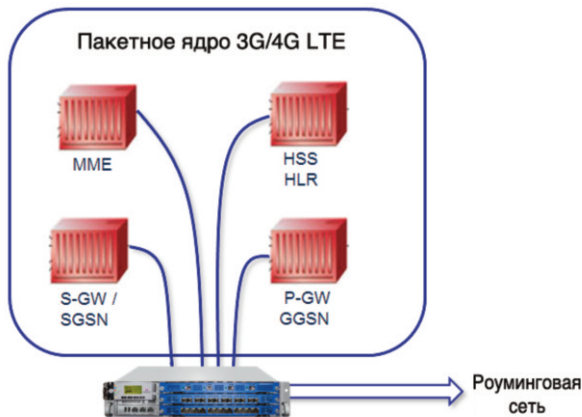 Пакетное ядро 3G/4G LTE
MME
HSS
HLR
S-GW /
SGSN
P-GW
GGSN
Роуминговая
сеть